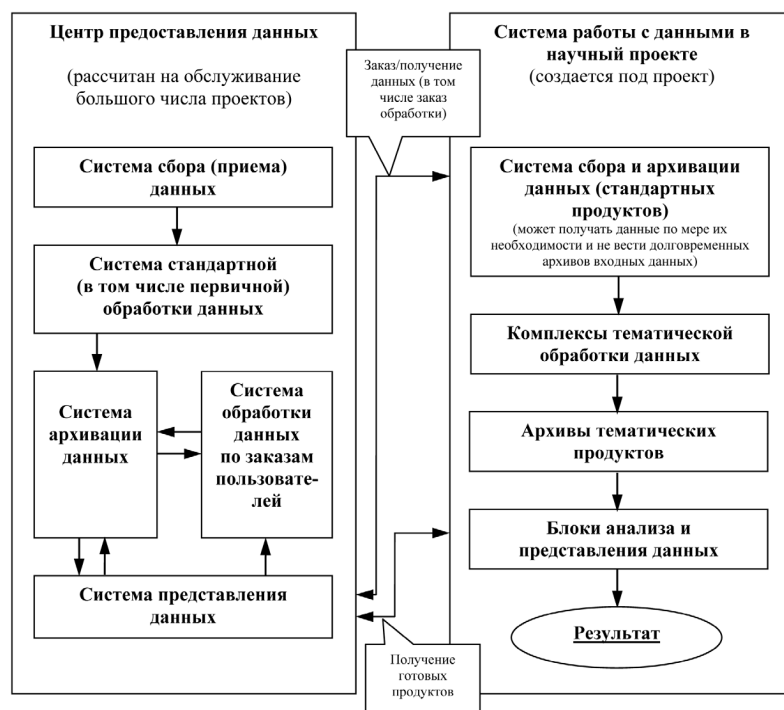 Центр предоставления данных
(рассчитан на обслуживание
большого числа проектов)
Система сбора (приема)
данных
Система стандартной
(в том числе первичной)
обработки данных
Система
архивации
данных
Система
обработки
данных
по заказам
пользовате-
лей
Система представления
данных
Заказ/получение
данных (в том
числе заказ
обработки)
Получение
готовых
продуктов
Система работы с данными в
научный проекте
(создается под проект)
Система сбора и архивации
данных (стандартных
продуктов)
(может получать данные по мере их
необходимости и не вести долговременных
архивов входных данных)
Комплексы тематической
обработки данных
Архивы тематических
продуктов
Блоки анализа и
представления данных
Результат